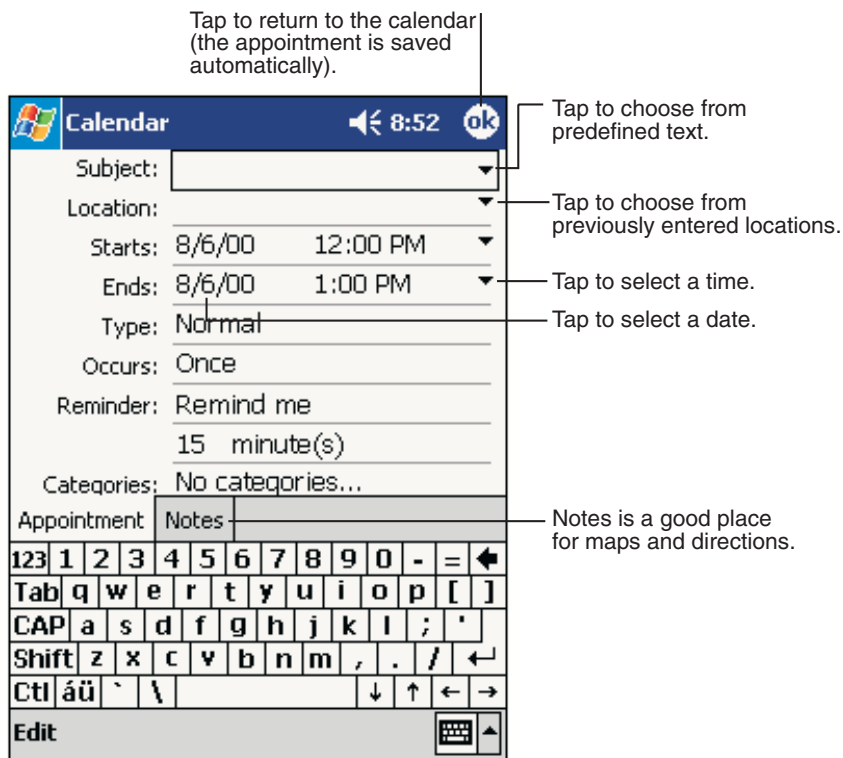 Tap to return to the calendar
(the appointment is saved
automatically).
Calendar 8:52 ok
Tap to choose from
predefined text.
Subject:
Location:
Tap to choose from
previously entered locations.
Starts: 8/6/00 12:00 PM
Ends: 8/6/00 1:00 PM
Tap to select a time.
Type: Normal
Tap to select a date.
Occurs: Once
Reminder: Remind me
15 minute(s)
Categories: No categories...
Appointment Notes
Notes is a good place
for maps and directions.
123 1 2 3 4 5 6 7 8 9 0 - = 🡄
Tab q w e r t y u i o p [ ]
CAP a s d f g h j k l ; '
Shift z x c v b n m , . / ↵
Ctl áü ` \ ↓ ↑ ← →
Edit